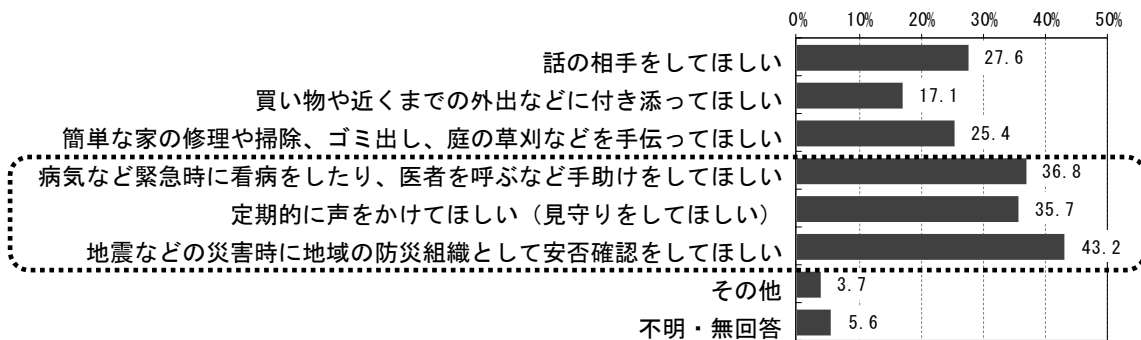 0% 10% 20% 30% 40% 50%
話の相手をしてほしい 27.6
買い物や近くまでの外出などに付き添ってほしい 17.1
簡単な家の修理や掃除、ゴミ出し、庭の草刈などを手伝ってほしい 25.4
病気など緊急時に看病をしたり、医者を呼ぶなど手助けをしてほしい 36.8
定期的に声をかけてほしい（見守りをしてほしい） 35.7
地震などの災害時に地域の防災組織として安否確認をしてほしい 43.2
その他 3.7
不明・無回答 5.6